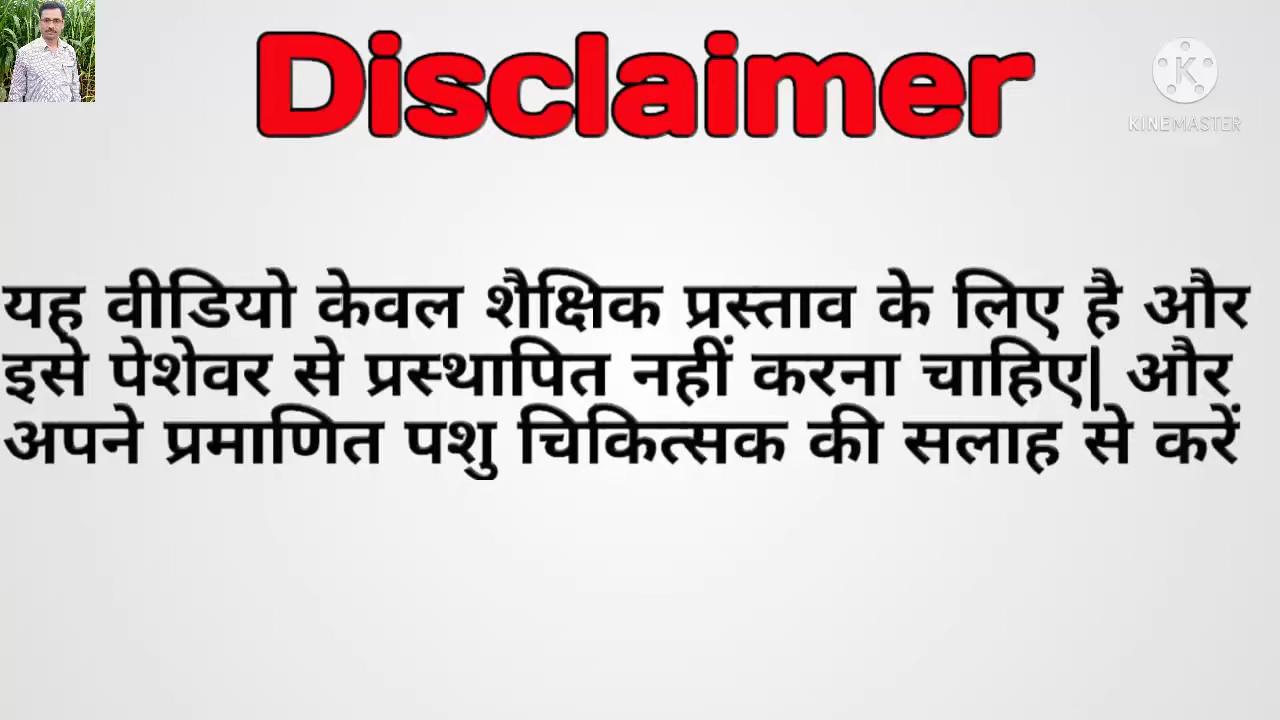 Disclaimer
KINEMASTER
यह वीडियो केवल शैक्षिक प्रस्ताव के लिए है और
इसे पेशेवर से प्रस्थापित नहीं करना चाहिए| और
अपने प्रमाणित पशु चिकित्सक की सलाह से करें